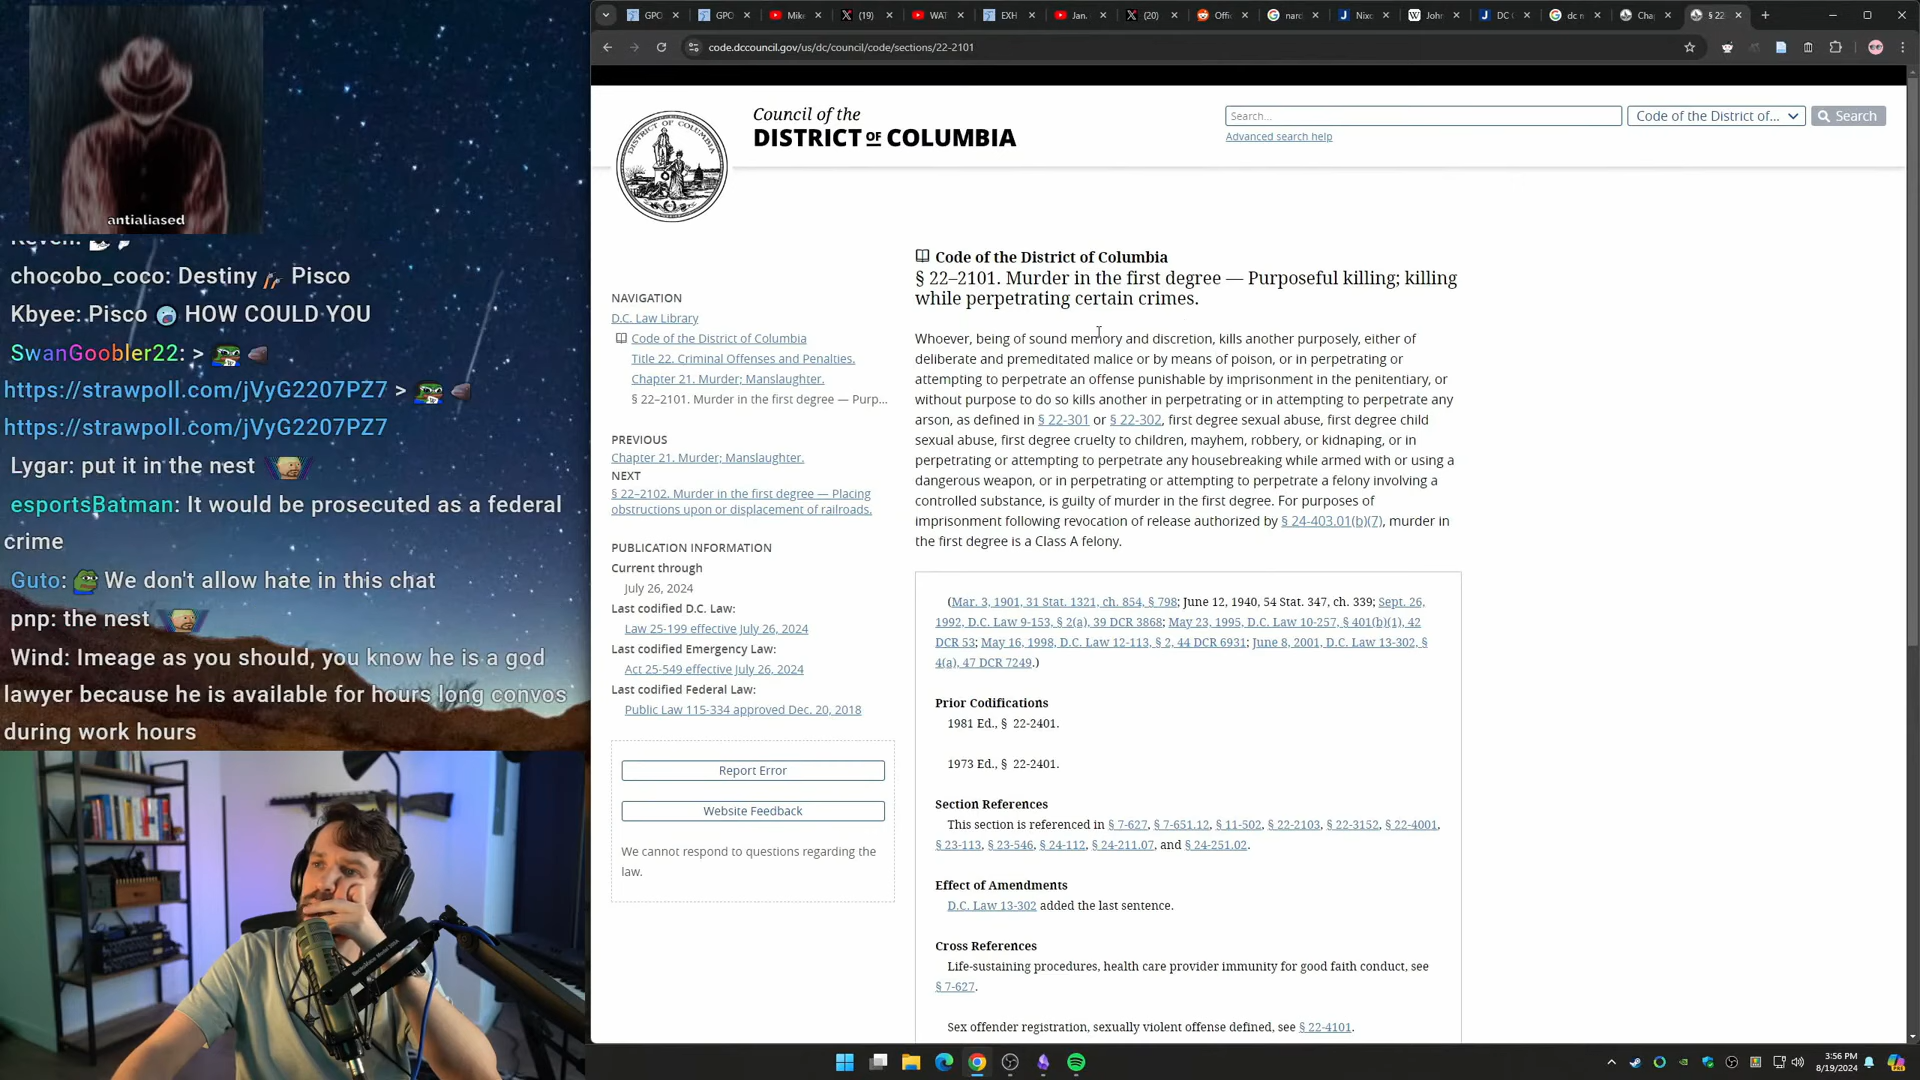 GPO
GPO
Mik
(19)
WAT
EXH
Jan.
(20)
Offi
nard
Nixo
John
DC C
dc n
Cha
§ 22
code.dccouncil.gov/us/dc/council/code/sections/22-2101
antialiased
chocobo_coco: Destiny Pisco
Kbyee: Pisco HOW COULD YOU
SwanGoobler22: >
https://strawpoll.com/jVyG2207PZ7 >
https://strawpoll.com/jVyG2207PZ7
Lygar: put it in the nest
esportsBatman: It would be prosecuted as a federal
crime
Guto: We don't allow hate in this chat
pnp: the nest
Wind: Imeage as you should, you know he is a god
lawyer because he is available for hours long convos
during work hours
Council of the
DISTRICT OF COLUMBIA
Search...
Code of the District of...
Search
Advanced search help
NAVIGATION
D.C. Law Library
Code of the District of Columbia
Title 22. Criminal Offenses and Penalties.
Chapter 21. Murder; Manslaughter.
§ 22–2101. Murder in the first degree — Purp...
PREVIOUS
Chapter 21. Murder; Manslaughter.
NEXT
§ 22–2102. Murder in the first degree — Placing
obstructions upon or displacement of railroads.
PUBLICATION INFORMATION
Current through
July 26, 2024
Last codified D.C. Law:
Law 25-199 effective July 26, 2024
Last codified Emergency Law:
Act 25-549 effective July 26, 2024
Last codified Federal Law:
Public Law 115-334 approved Dec. 20, 2018
Report Error
Website Feedback
We cannot respond to questions regarding the
law.
Code of the District of Columbia
§ 22–2101. Murder in the first degree — Purposeful killing; killing
while perpetrating certain crimes.
Whoever, being of sound memory and discretion, kills another purposely, either of
deliberate and premeditated malice or by means of poison, or in perpetrating or
attempting to perpetrate an offense punishable by imprisonment in the penitentiary, or
without purpose to do so kills another in perpetrating or in attempting to perpetrate any
arson, as defined in § 22-301 or § 22-302, first degree sexual abuse, first degree child
sexual abuse, first degree cruelty to children, mayhem, robbery, or kidnaping, or in
perpetrating or attempting to perpetrate any housebreaking while armed with or using a
dangerous weapon, or in perpetrating or attempting to perpetrate a felony involving a
controlled substance, is guilty of murder in the first degree. For purposes of
imprisonment following revocation of release authorized by § 24-403.01(b)(7), murder in
the first degree is a Class A felony.
(Mar. 3, 1901, 31 Stat. 1321, ch. 854, § 798; June 12, 1940, 54 Stat. 347, ch. 339; Sept. 26,
1992, D.C. Law 9-153, § 2(a), 39 DCR 3868; May 23, 1995, D.C. Law 10-257, § 401(b)(1), 42
DCR 53; May 16, 1998, D.C. Law 12-113, § 2, 44 DCR 6931; June 8, 2001, D.C. Law 13-302, §
4(a), 47 DCR 7249.)
Prior Codifications
1981 Ed., § 22-2401.
1973 Ed., § 22-2401.
Section References
This section is referenced in § 7-627, § 7-651.12, § 11-502, § 22-2103, § 22-3152, § 22-4001,
§ 23-113, § 23-546, § 24-112, § 24-211.07, and § 24-251.02.
Effect of Amendments
D.C. Law 13-302 added the last sentence.
Cross References
Life-sustaining procedures, health care provider immunity for good faith conduct, see
§ 7-627.
Sex offender registration, sexually violent offense defined, see § 22-4101.
3:56 PM
8/19/2024